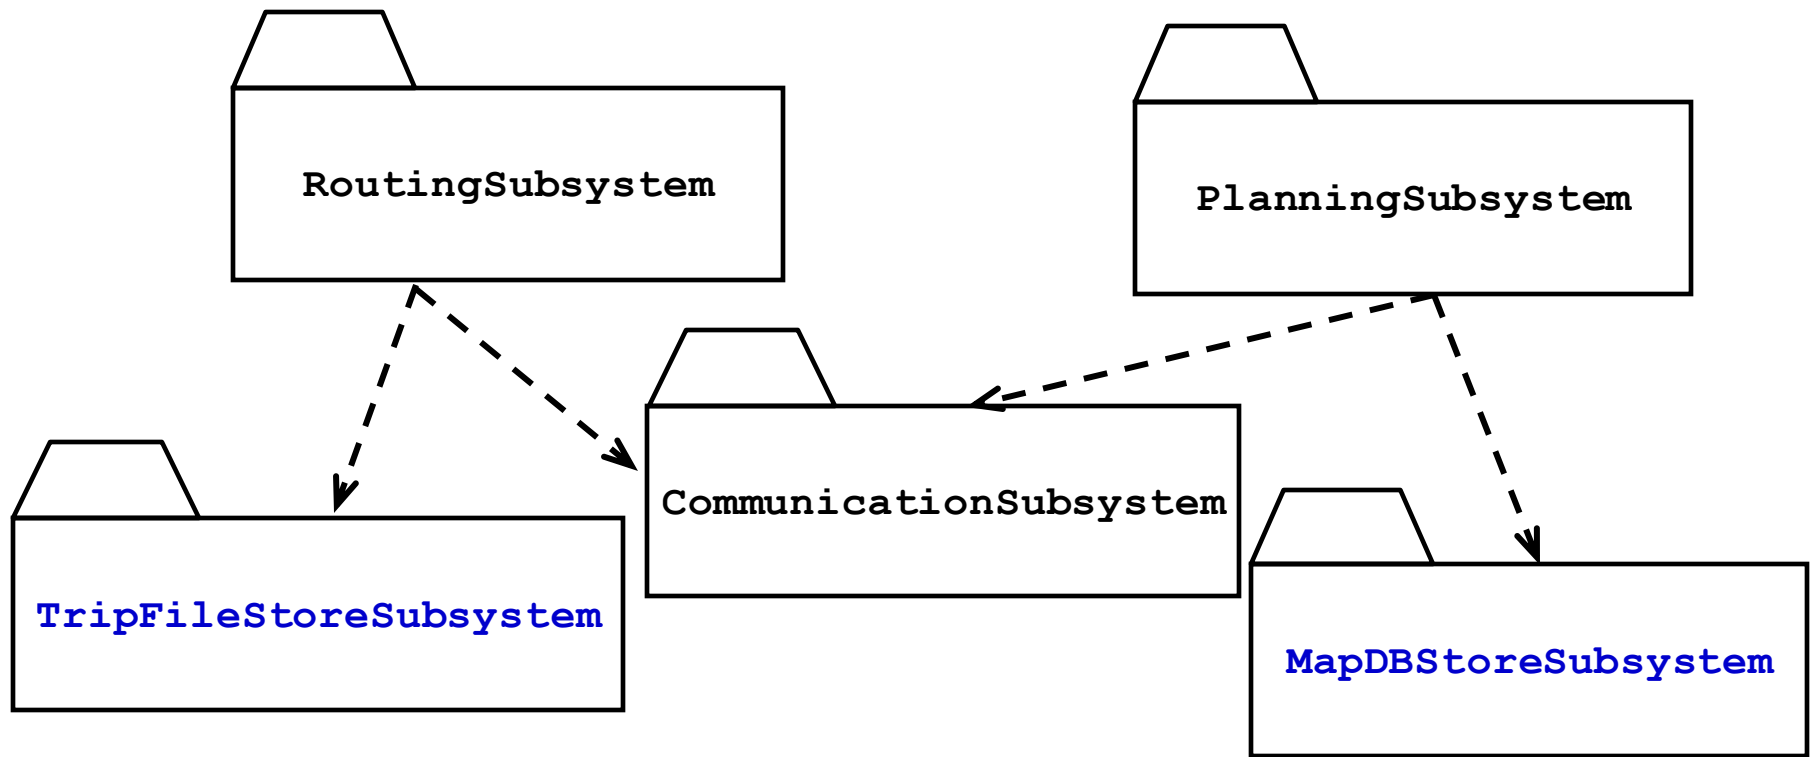 RoutingSubsystem
PlanningSubsystem
CommunicationSubsystem
TripFileStoreSubsystem
MapDBStoreSubsystem